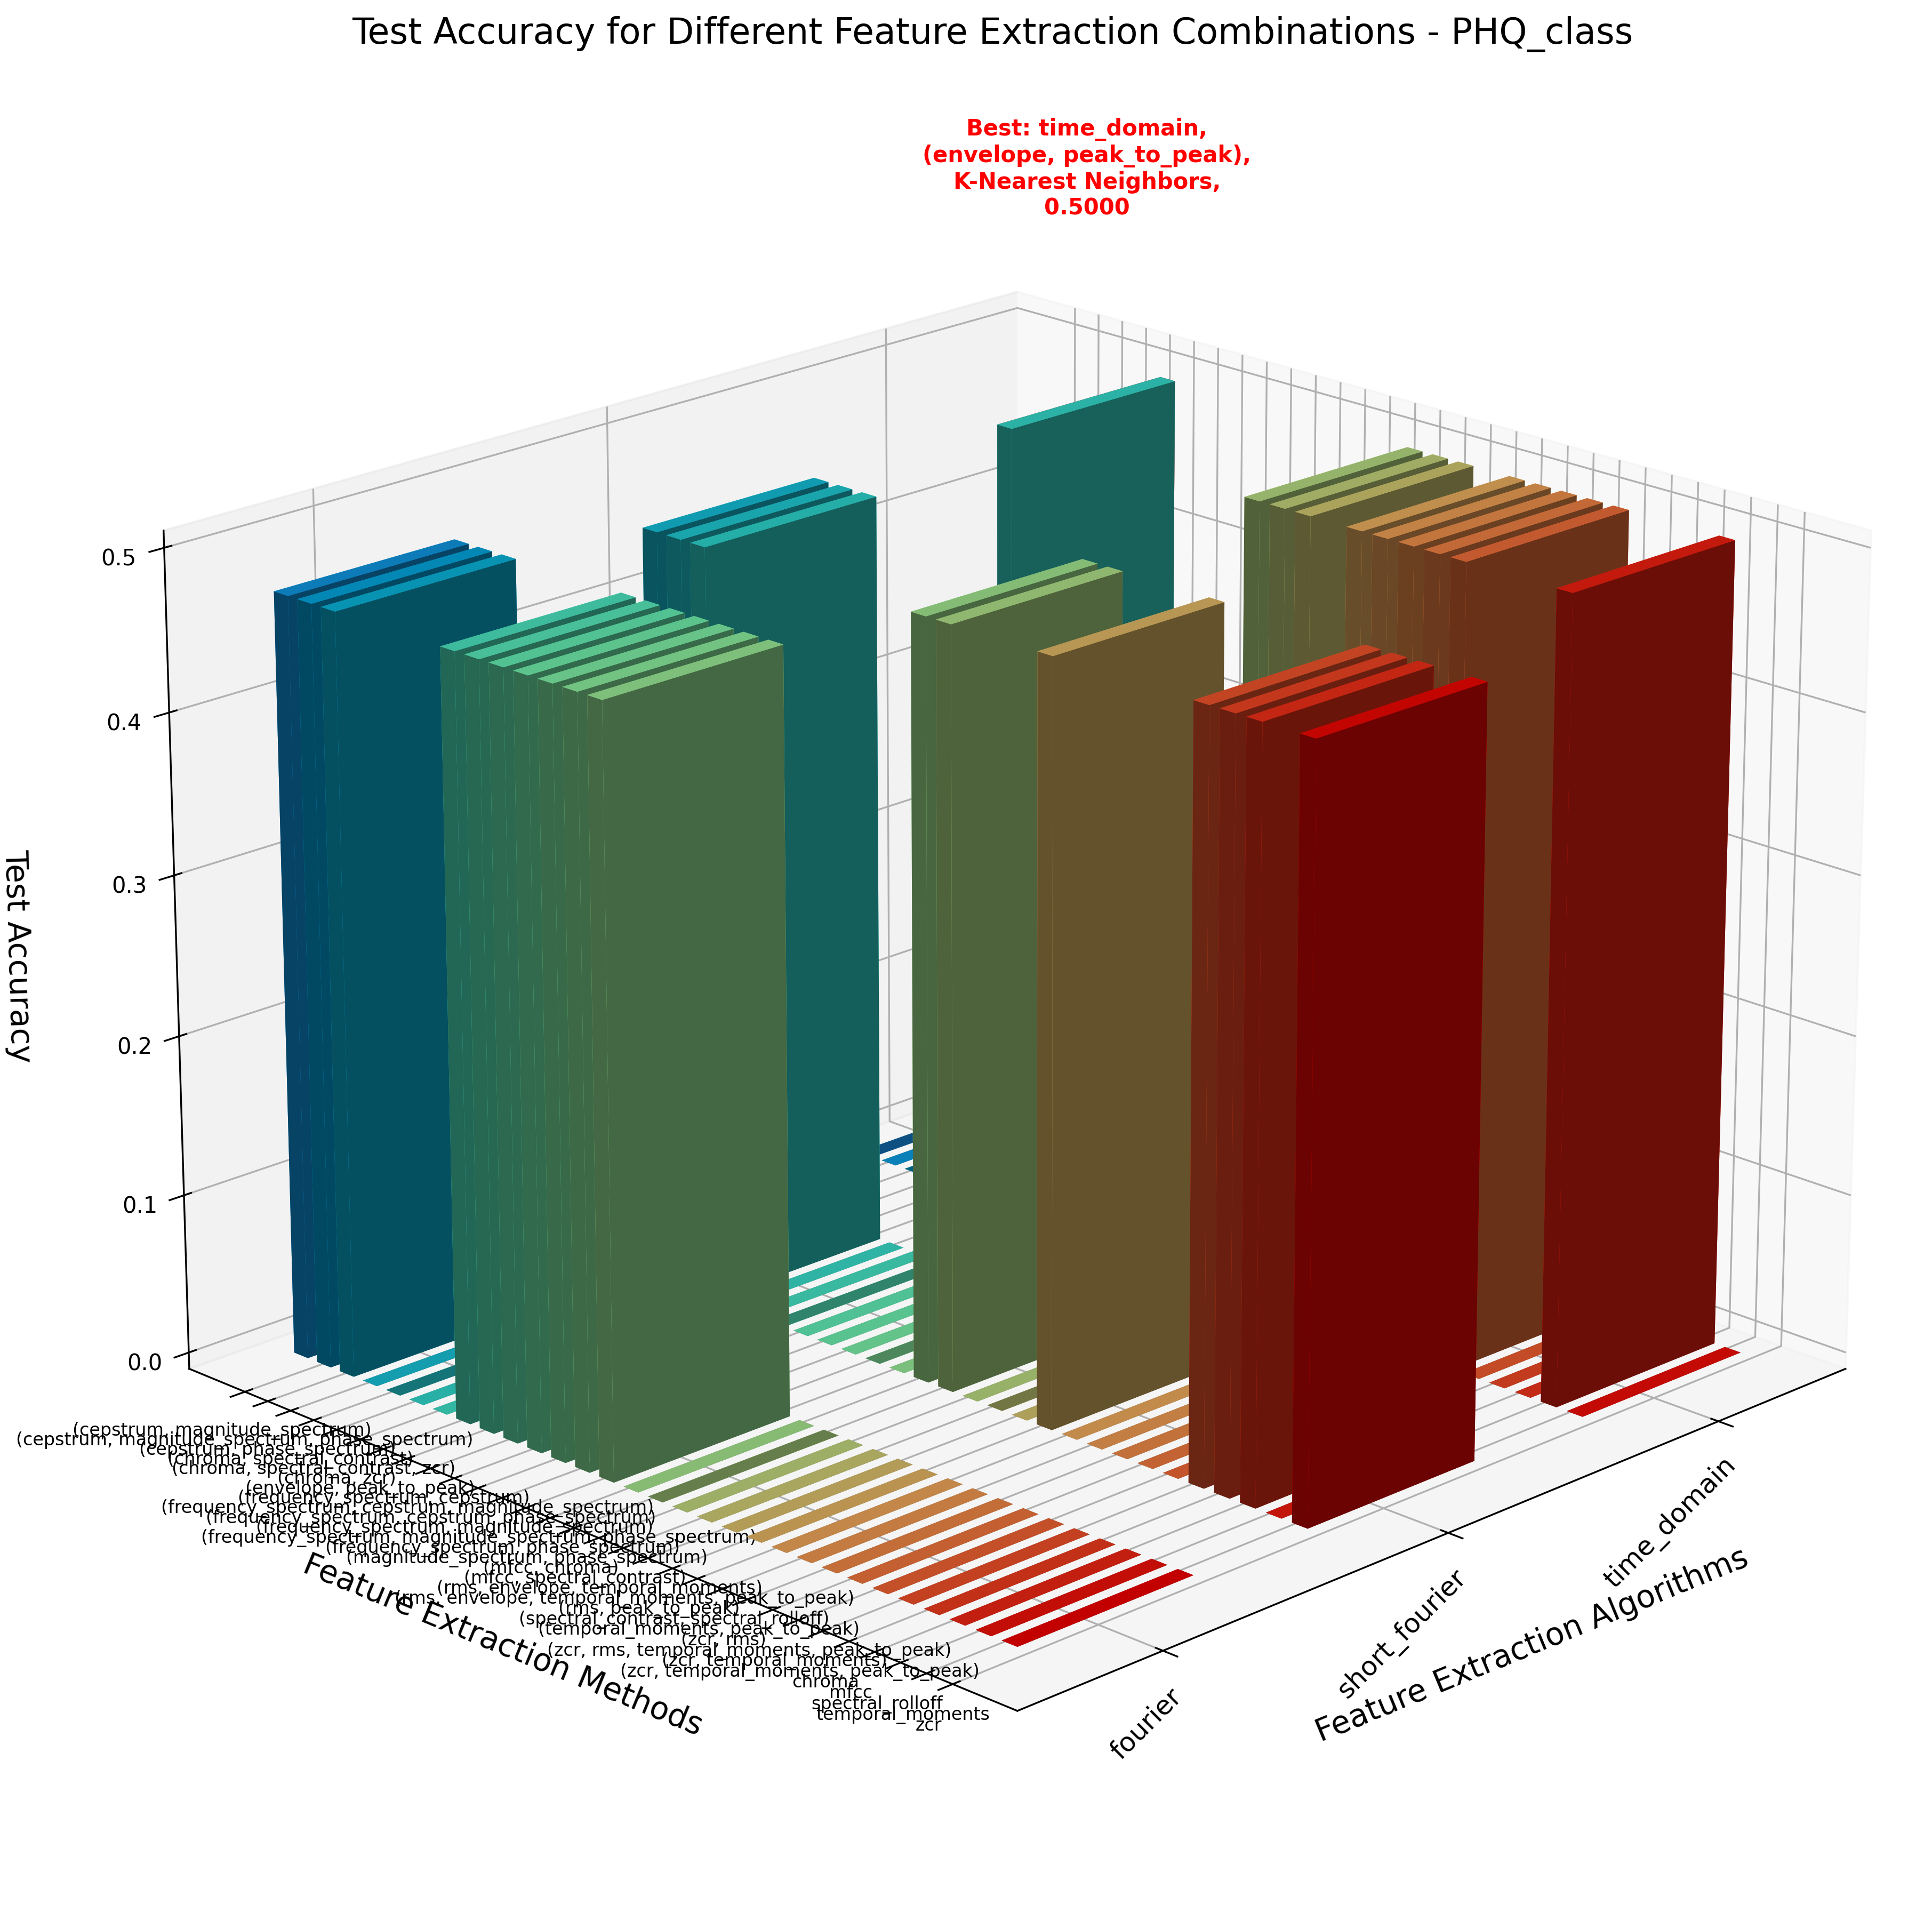 Test Accuracy for Different Feature Extraction Combinations - PHQ_class
Best: time_domain,
(envelope, peak_to_peak),
K-Nearest Neighbors,
0.5000
0.5
0.4
0.3
0.2
0.1
0.0
Test Accuracy
(cepstrum, magnitude_spectrum)
(cepstrum, magnitude_spectrum, phase_spectrum)
(cepstrum, phase_spectrum)
(chroma, spectral_contrast)
(chroma, spectral_contrast, zcr)
(chroma, zcr)
(envelope, peak_to_peak)
(frequency_spectrum, cepstrum)
(frequency_spectrum, cepstrum, magnitude_spectrum)
(frequency_spectrum, cepstrum, phase_spectrum)
(frequency_spectrum, magnitude_spectrum)
(frequency_spectrum, magnitude_spectrum, phase_spectrum)
(frequency_spectrum, phase_spectrum)
(magnitude_spectrum, phase_spectrum)
(mfcc, chroma)
(mfcc, spectral_contrast)
(rms, envelope, temporal_moments)
(rms, envelope, temporal_moments, peak_to_peak)
(rms, peak_to_peak)
(spectral_contrast, spectral_rolloff)
(temporal_moments, peak_to_peak)
(zcr, rms)
(zcr, rms, temporal_moments, peak_to_peak)
(zcr, temporal_moments)
(zcr, temporal_moments, peak_to_peak)
chroma
mfcc
spectral_rolloff
temporal_moments
zcr
Feature Extraction Methods
fourier
short_fourier
time_domain
Feature Extraction Algorithms